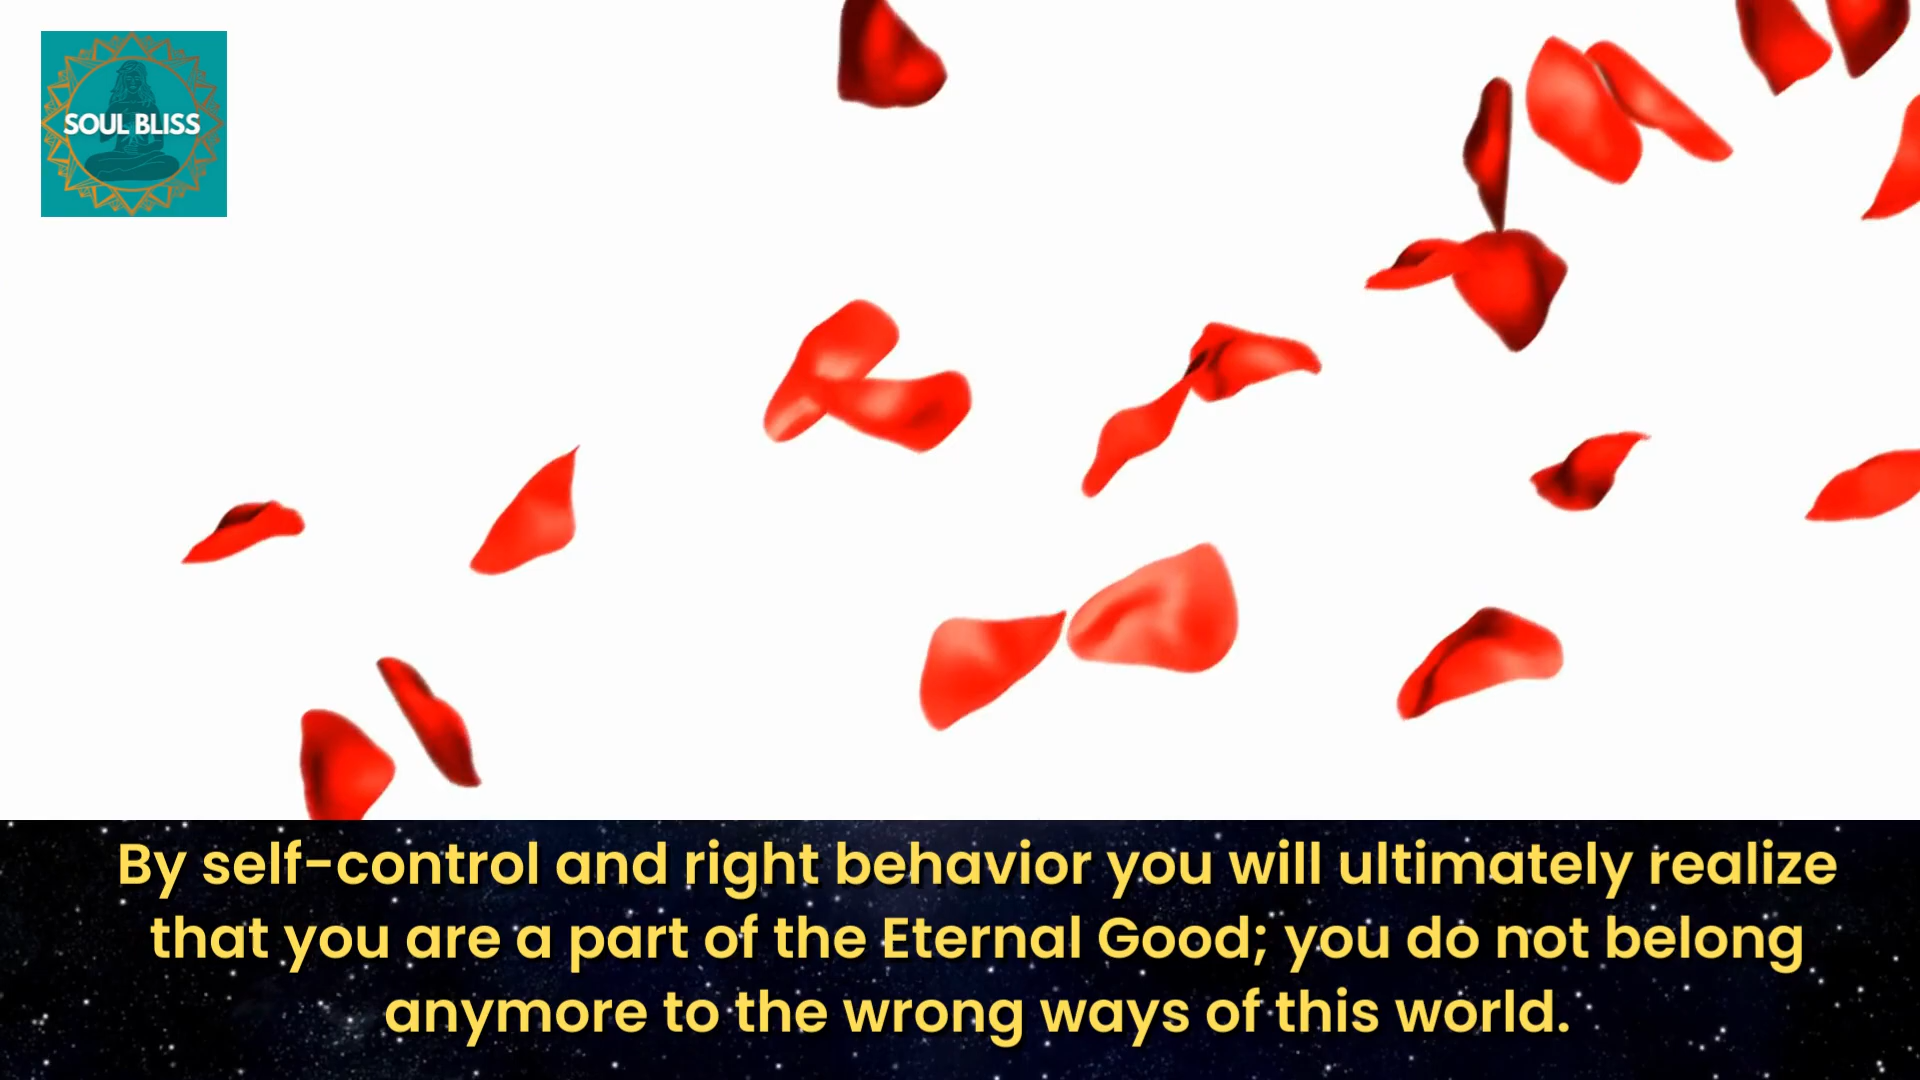 SOUL BLISS
By self-control and right behavior you will ultimately realize
that you are a part of the Eternal Good; you do not belong
anymore to the wrong ways of this world.